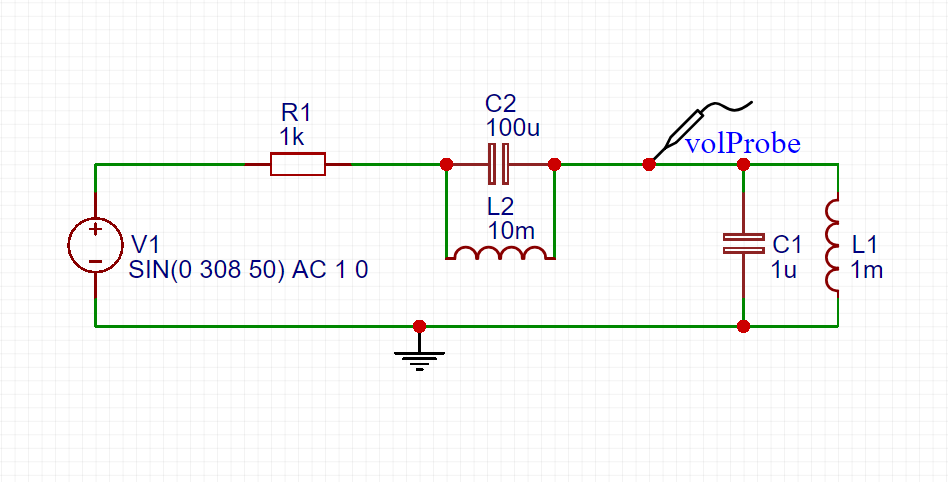 C2
100u
R1
1k
volProbe
L2
10m
V1
SIN(0 308 50) AC 1 0
C1
1u
L1
1m